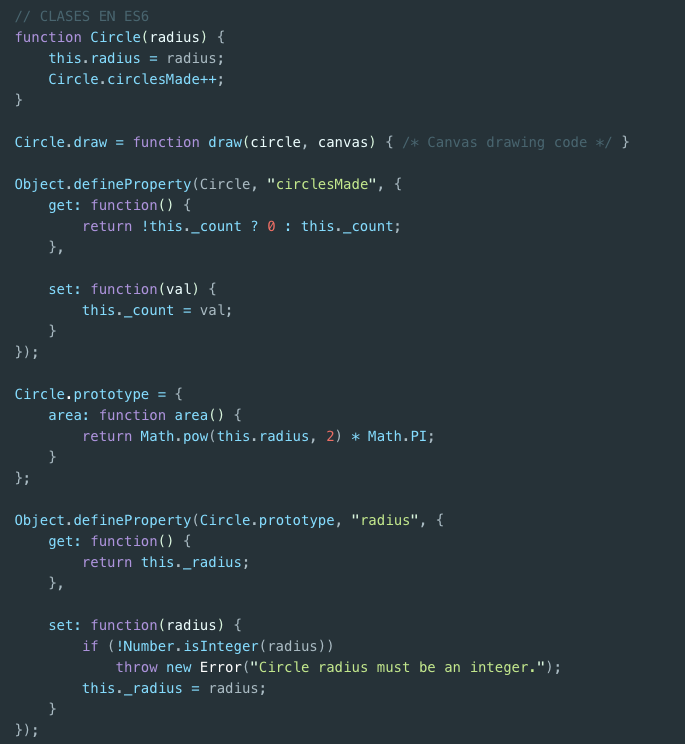 // CLASES EN ES6
function Circle(radius) {
    this.radius = radius;
    Circle.circlesMade++;
}

Circle.draw = function draw(circle, canvas) { /* Canvas drawing code */ }

Object.defineProperty(Circle, "circlesMade", {
    get: function() {
        return !this._count ? 0 : this._count;
    },

    set: function(val) {
        this._count = val;
    }
});

Circle.prototype = {
    area: function area() {
        return Math.pow(this.radius, 2) * Math.PI;
    }
};

Object.defineProperty(Circle.prototype, "radius", {
    get: function() {
        return this._radius;
    },

    set: function(radius) {
        if (!Number.isInteger(radius))
            throw new Error("Circle radius must be an integer.");
        this._radius = radius;
    }
});